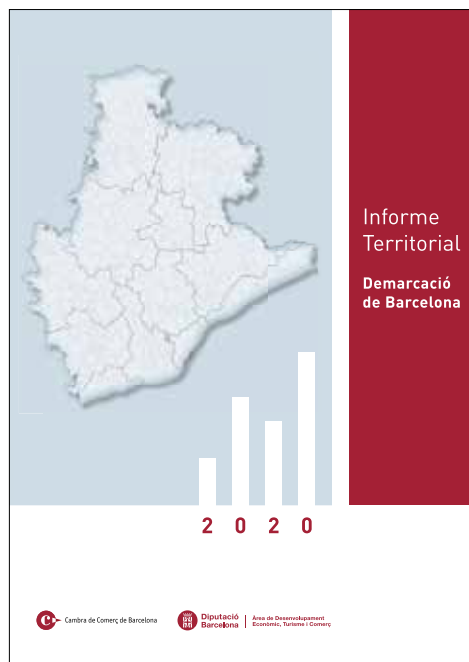 Informe
Territorial
Demarcació
de Barcelona
2 0 2 0
Cambra de Comerç de Barcelona
Diputació
Barcelona
Àrea de Desenvolupament
Econòmic, Turisme i Comerç